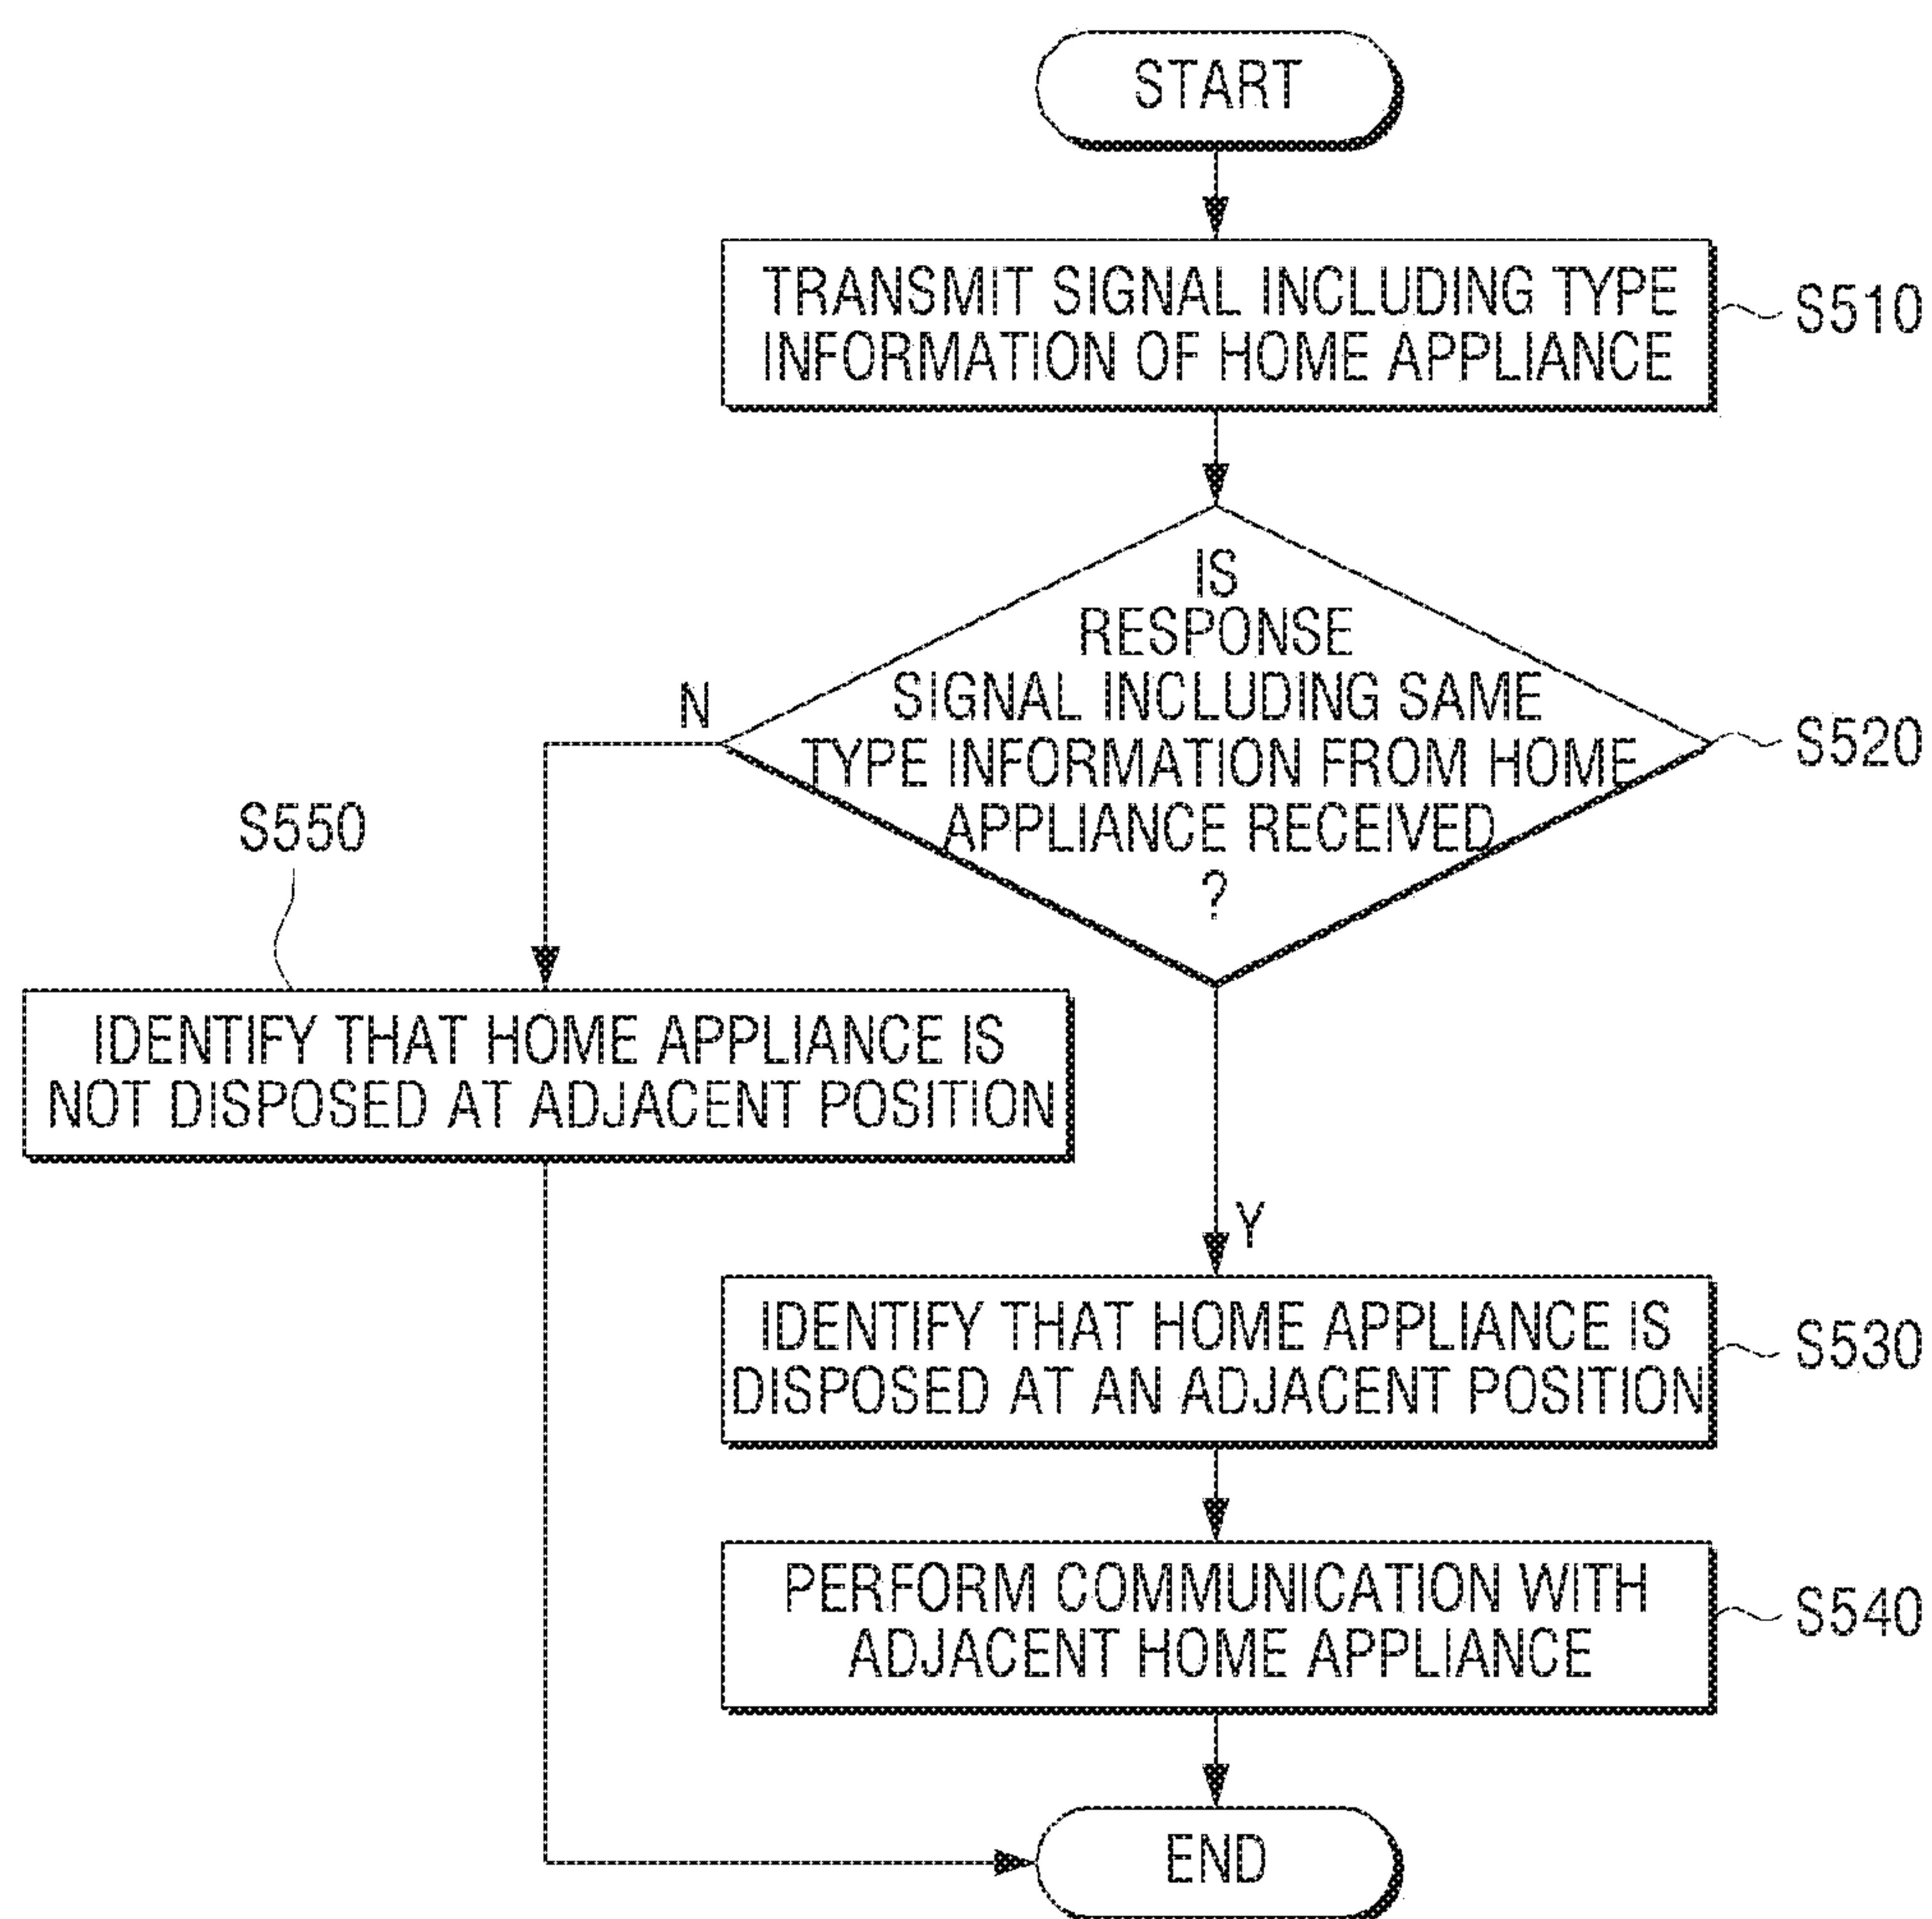 START
TRANSMIT SIGNAL INCLUDING TYPE
INFORMATION OF HOME APPLIANCE
S510
IS
RESPONSE
SIGNAL INCLUDING SAME
TYPE INFORMATION FROM HOME
APPLIANCE RECEIVED
?
S520
N
S550
IDENTIFY THAT HOME APPLIANCE IS
NOT DISPOSED AT ADJACENT POSITION
Y
IDENTIFY THAT HOME APPLIANCE IS
DISPOSED AT AN ADJACENT POSITION
S530
PERFORM COMMUNICATION WITH
ADJACENT HOME APPLIANCE
S540
END